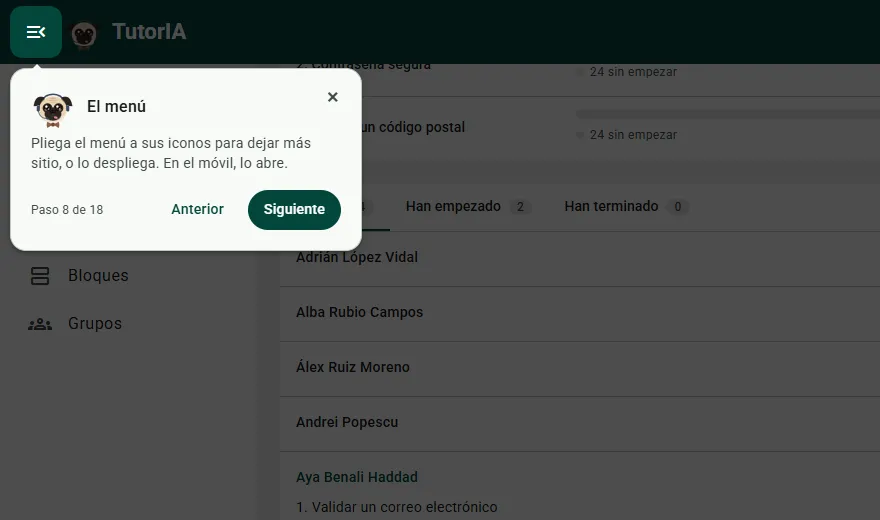 TutorIA
2. Contraseña segura
24 sin empezar
El menú
Pliega el menú a sus iconos para dejar más
sitio, o lo despliega. En el móvil, lo abre.
Paso 8 de 18
Anterior
Siguiente
un código postal
24 sin empezar
Han empezado 2
Han terminado 0
Bloques
Grupos
Adrián López Vidal
Alba Rubio Campos
Álex Ruiz Moreno
Andrei Popescu
Aya Benali Haddad
1. Validar un correo electrónico